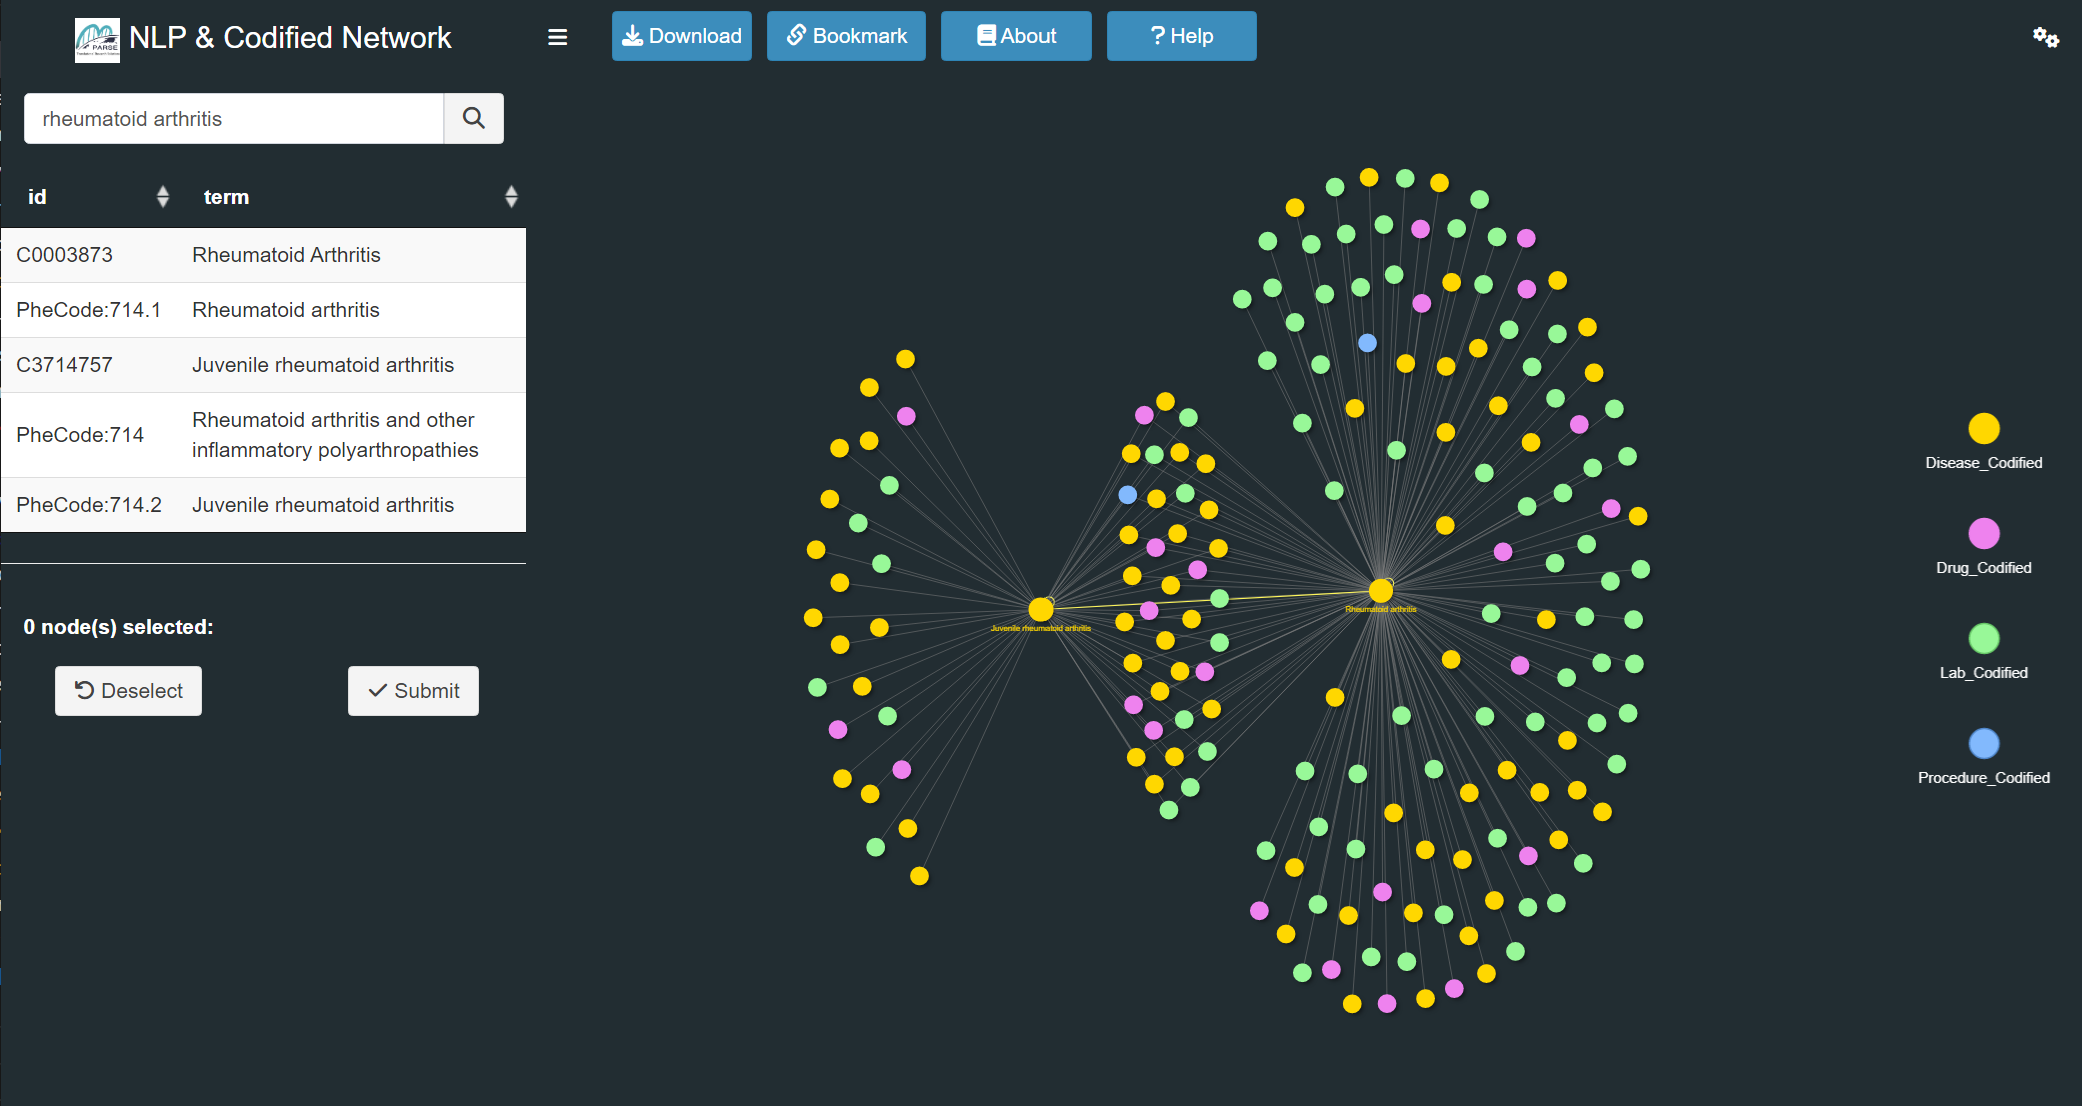 PARSE
NLP & Codified Network
Download
Bookmark
About
Help
rheumatoid arthritis
id term
C0003873 Rheumatoid Arthritis
PheCode:714.1 Rheumatoid arthritis
C3714757 Juvenile rheumatoid arthritis
PheCode:714 Rheumatoid arthritis and other
inflammatory polyarthropathies
PheCode:714.2 Juvenile rheumatoid arthritis
0 node(s) selected:
Deselect
Submit
Juvenile rheumatoid arthritis
Rheumatoid arthritis
Disease_Codified
Drug_Codified
Lab_Codified
Procedure_Codified